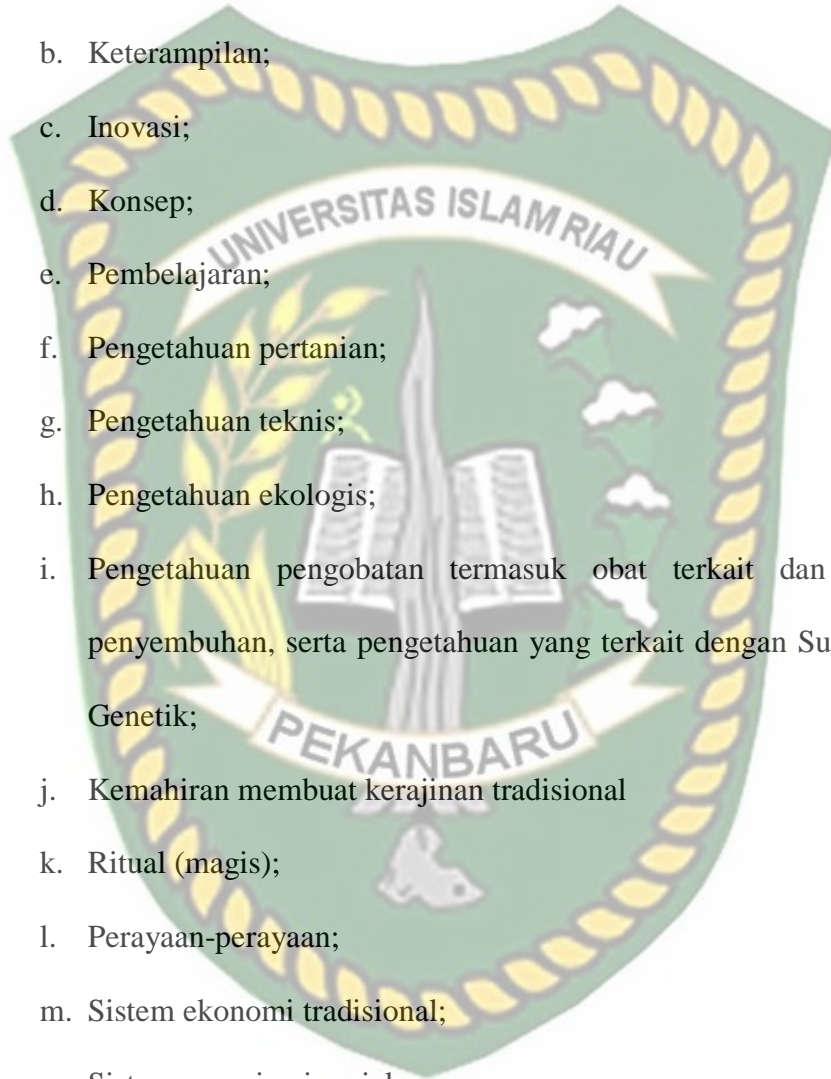 b. Keterampilan;
c. Inovasi;
UNIVERSITAS ISLAM RIAU
d. Konsep;
e. Pembelajaran;
f. Pengetahuan pertanian;
g. Pengetahuan teknis;
h. Pengetahuan ekologis;
i. Pengetahuan pengobatan termasuk obat terkait dan
penyembuhan, serta pengetahuan yang terkait dengan Su
Genetik;
PEKANBARU
j. Kemahiran membuat kerajinan tradisional
k. Ritual (magis);
l. Perayaan-perayaan;
m. Sistem ekonomi tradisional;